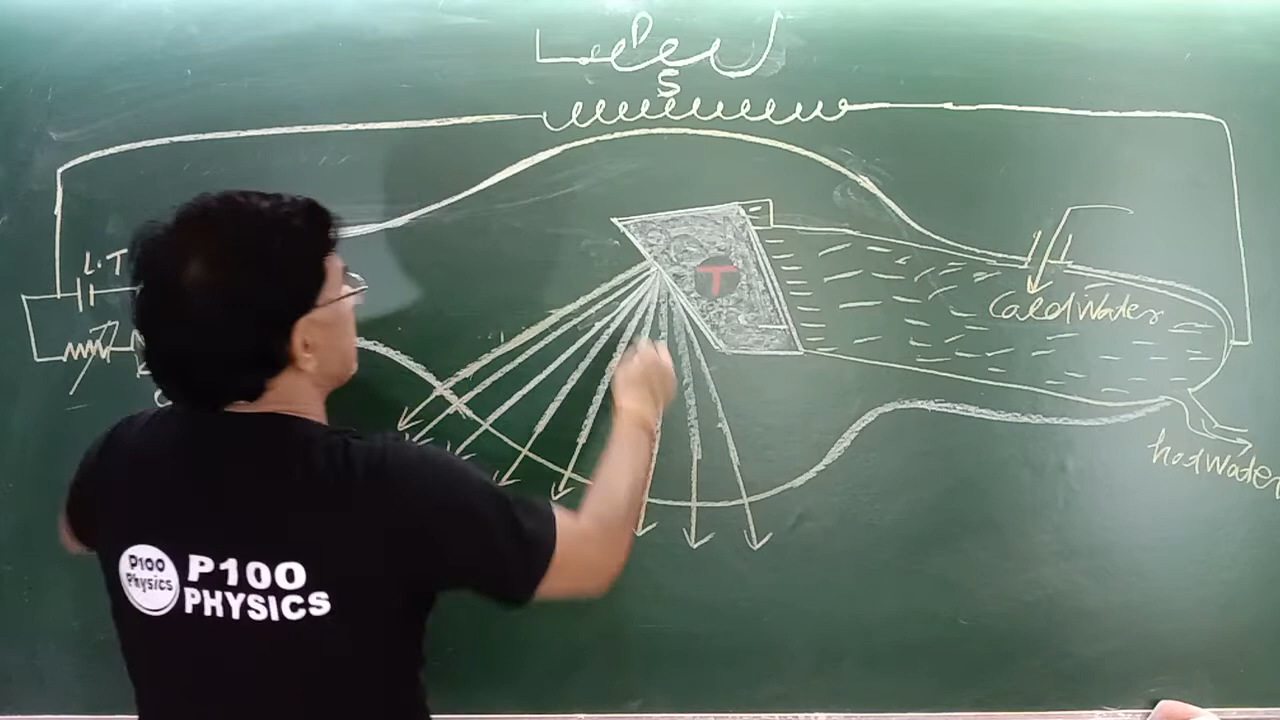 P
S
L.T
T
Cold Water
hot Water
P100
Physics
P100
PHYSICS